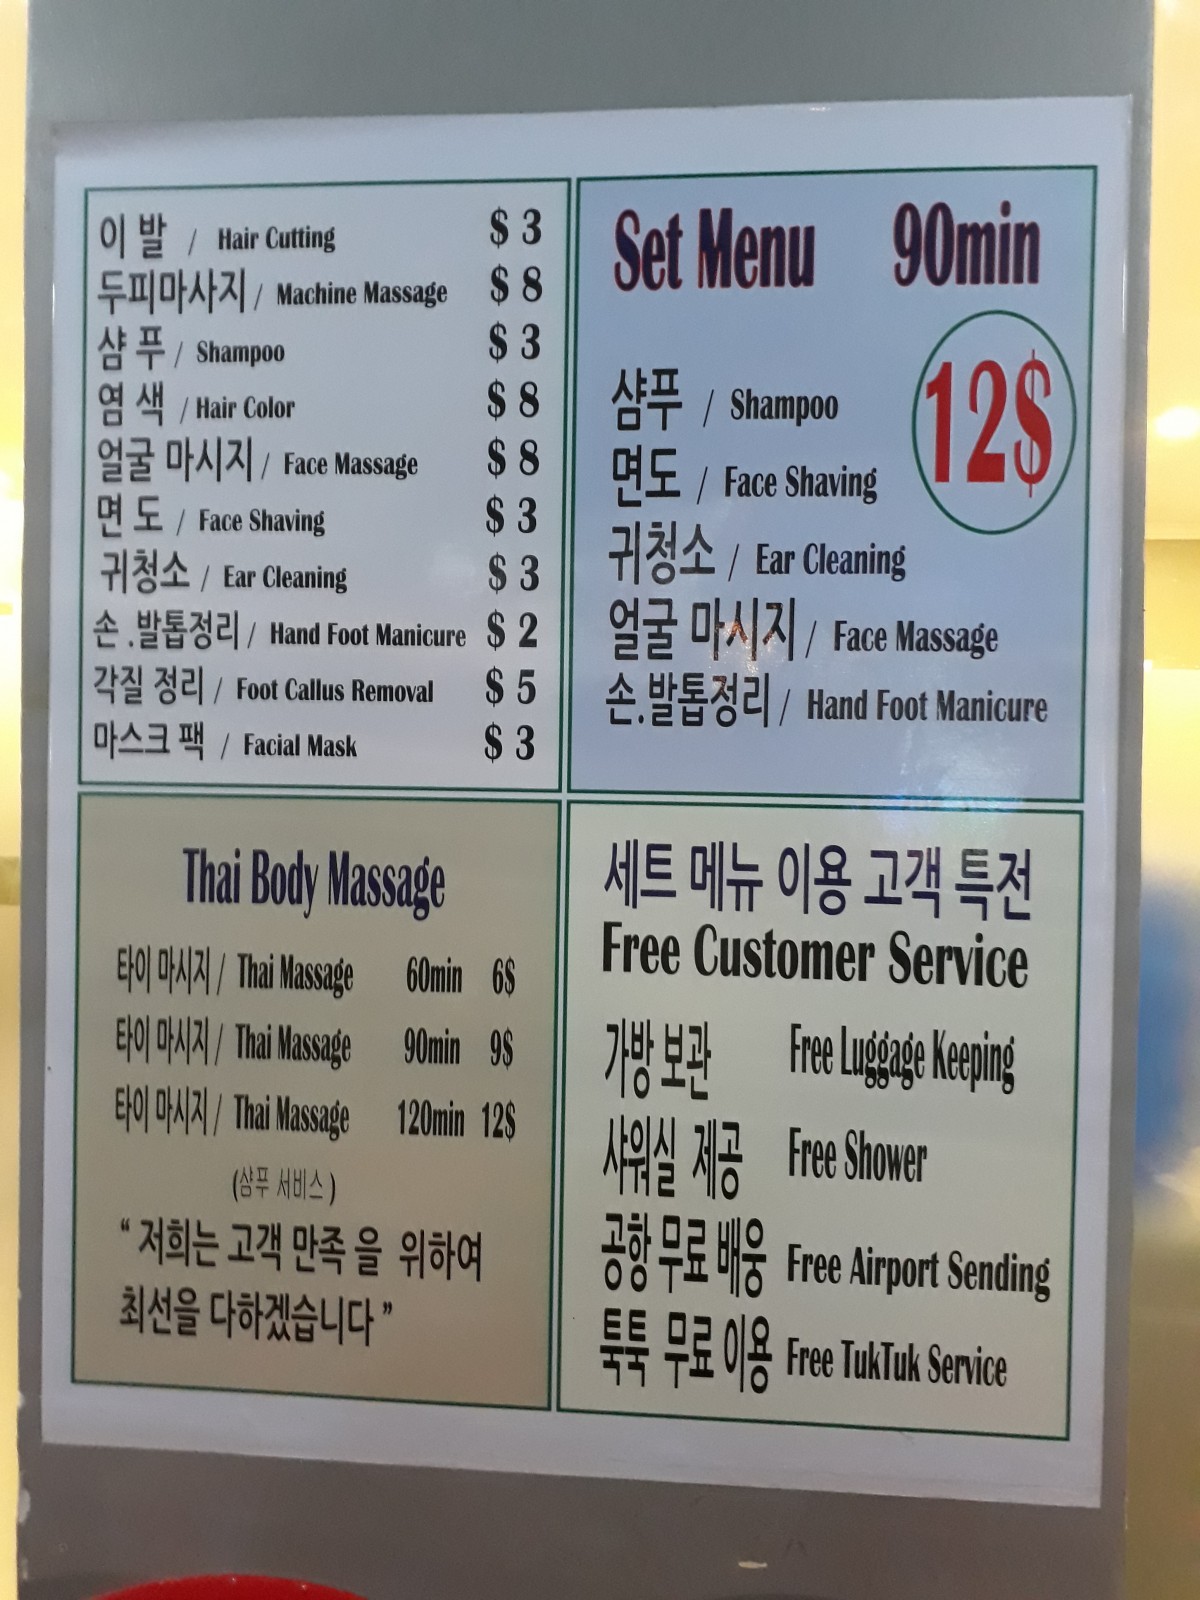 이 발 / Hair Cutting $ 3
두피마사지 / Machine Massage $ 8
샴 푸 / Shampoo $ 3
염 색 / Hair Color $ 8
얼굴 마시지 / Face Massage $ 8
면 도 / Face Shaving $ 3
귀청소 / Ear Cleaning $ 3
손 .발톱정리 / Hand Foot Manicure $ 2
각질 정리 / Foot Callus Removal $ 5
마스크 팩 / Facial Mask $ 3
Set Menu 90min
12$
샴푸 / Shampoo
면도 / Face Shaving
귀청소 / Ear Cleaning
얼굴 마시지 / Face Massage
손.발톱정리 / Hand Foot Manicure
Thai Body Massage
타이 마시지 / Thai Massage 60min 6$
타이 마시지 / Thai Massage 90min 9$
타이 마시지 / Thai Massage 120min 12$
(샴푸 서비스 )
“ 저희는 고객 만족 을 위하여
최선을 다하겠습니다 ”
세트 메뉴 이용 고객 특전
Free Customer Service
가방 보관 Free Luggage Keeping
샤워실 제공 Free Shower
공항 무료 배웅 Free Airport Sending
툭툭 무료 이용 Free TukTuk Service